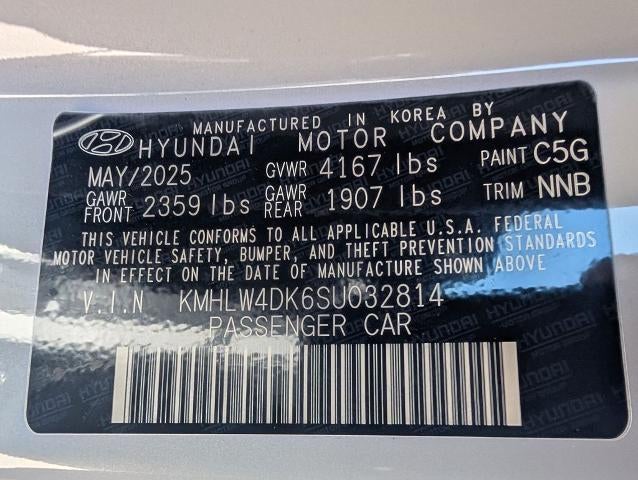 MANUFACTURED IN KOREA BY
HYUNDAI MOTOR COMPANY
MAY/2025 GVWR 4167 lbs PAINT C5G
GAWR FRONT 2359 lbs GAWR REAR 1907 lbs TRIM NNB
THIS VEHICLE CONFORMS TO ALL APPLICABLE U.S.A. FEDERAL
MOTOR VEHICLE SAFETY, BUMPER, AND THEFT PREVENTION STANDARDS
IN EFFECT ON THE DATE OF MANUFACTURE SHOWN ABOVE
V.I.N KMHLW4DK6SU032814
PASSENGER CAR